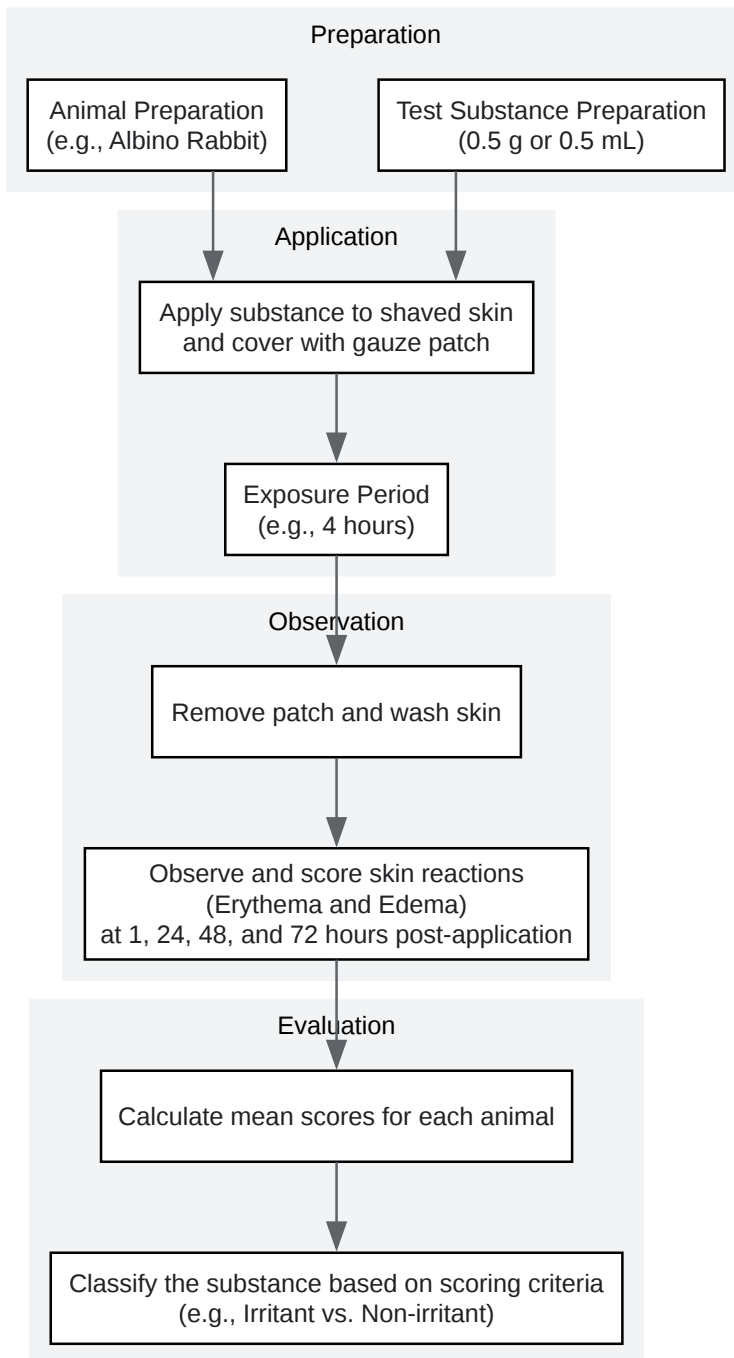 Preparation
Animal Preparation
(e.g., Albino Rabbit)
Test Substance Preparation
(0.5 g or 0.5 mL)
Application
Apply substance to shaved skin
and cover with gauze patch
Exposure Period
(e.g., 4 hours)
Observation
Remove patch and wash skin
Observe and score skin reactions
(Erythema and Edema)
at 1, 24, 48, and 72 hours post-application
Evaluation
Calculate mean scores for each animal
Classify the substance based on scoring criteria
(e.g., Irritant vs. Non-irritant)